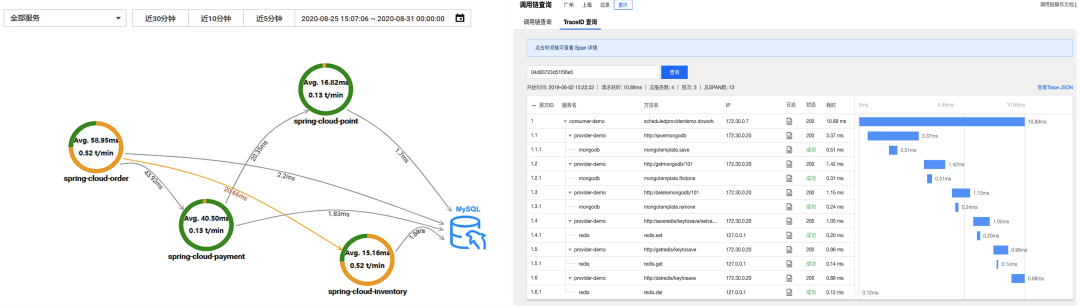 全部服务
近30分钟
近10分钟
近5分钟
2020-08-25 15:07:06 ~ 2020-08-31 00:00:00
Avg. 16.82ms
0.13 t/min
spring-cloud-point
Avg. 58.95ms
0.52 t/min
spring-cloud-order
20.35ms
1.7ms
43.92ms
2.2ms
20.66ms
MySQL
Avg. 40.50ms
0.13 t/min
spring-cloud-payment
1.83ms
Avg. 15.16ms
0.52 t/min
spring-cloud-inventory
调用链查询 广州 上海 北京 重庆
调用链查询 TraceID 查询
点击时间轴可查看 Span 详情
查询
开始时间: 2019-06-02 15:22:33 | 请求耗时: 10.89ms | 总服务数: 4 | 层次: 3 | 总SPAN数: 13
查看Trace JSON
层次ID 服务名 方法名 IP 日志 状态 耗时 0ms 5.45ms 10.89ms
1 consumer-demo scheduledproviderdemo.dowork 172.30.0.7 200 10.89 ms 10.89ms
1.1 provider-demo http:/savemongodb 172.30.0.20 200 3.37 ms 3.37ms
1.1.1 mongodb mongotemplate.save 成功 0.51 ms 0.51ms
1.2 provider-demo http:/getmongodb/101 172.30.0.20 200 1.42 ms 1.42ms
1.2.1 mongodb mongotemplate.findone 成功 0.31 ms 0.31ms
1.3 provider-demo http:/deletemongodb/101 172.30.0.20 200 1.15 ms 1.15ms
1.3.1 mongodb mongotemplate.remove 成功 0.24 ms 0.24ms
1.4 provider-demo http:/saveredis/keytosave/setva... 172.30.0.20 200 1.05 ms 1.05ms
1.4.1 redis redis.set 127.0.0.1 成功 0.20 ms 0.20ms
1.5 provider-demo http:/getredis/keytosave 172.30.0.20 200 0.96 ms 0.96ms
1.5.1 redis redis.get 127.0.0.1 成功 0.14 ms 0.14ms
1.6 provider-demo http:/delredis/keytosave 172.30.0.20 200 0.88 ms 0.88ms
1.6.1 redis redis.del 127.0.0.1 成功 0.12 ms 0.12ms